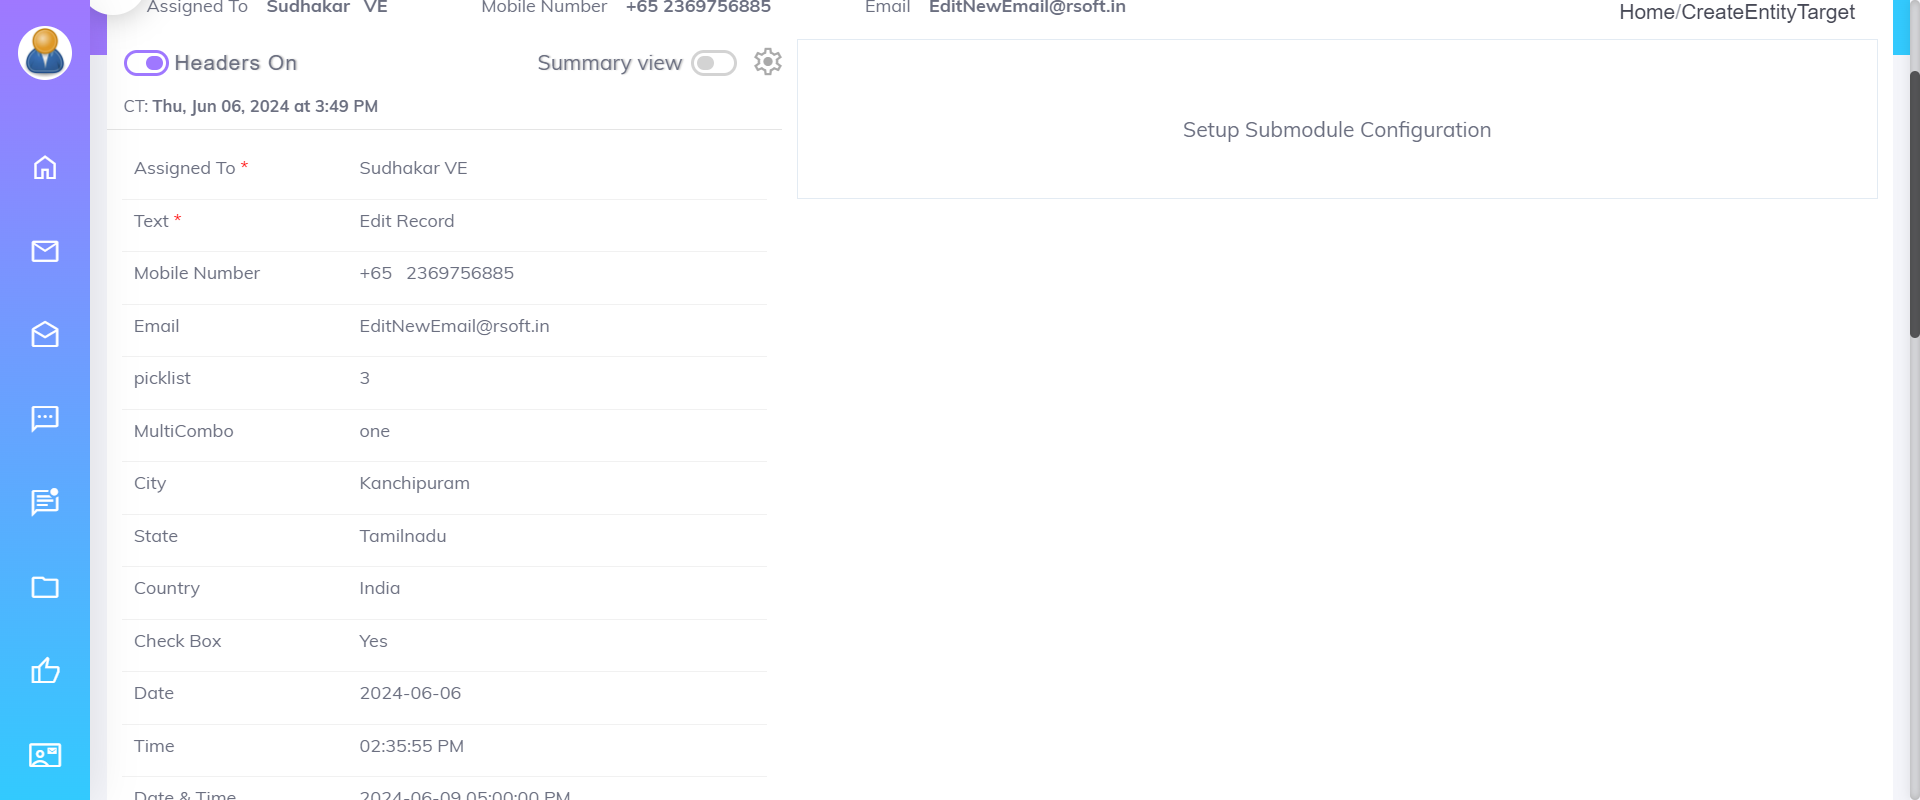 Assigned To Sudhakar VE Mobile Number +65 2369756885 Email EditNewEmail@rsoft.in Home/CreateEntityTarget
Headers On Summary view
CT: Thu, Jun 06, 2024 at 3:49 PM
Setup Submodule Configuration
Assigned To * Sudhakar VE
Text * Edit Record
Mobile Number +65 2369756885
Email EditNewEmail@rsoft.in
picklist 3
MultiCombo one
City Kanchipuram
State Tamilnadu
Country India
Check Box Yes
Date 2024-06-06
Time 02:35:55 PM
Date & Time 2024-06-09 05:00:00 PM